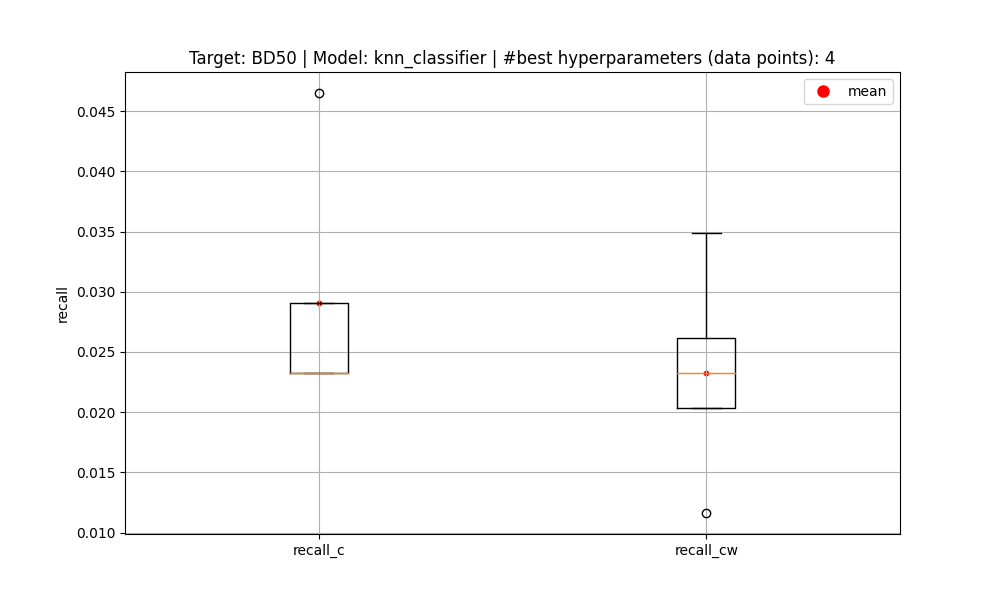 Target: BD50 | Model: knn_classifier | #best hyperparameters (data points): 4
mean
recall
0.045
0.040
0.035
0.030
0.025
0.020
0.015
0.010
recall_c
recall_cw